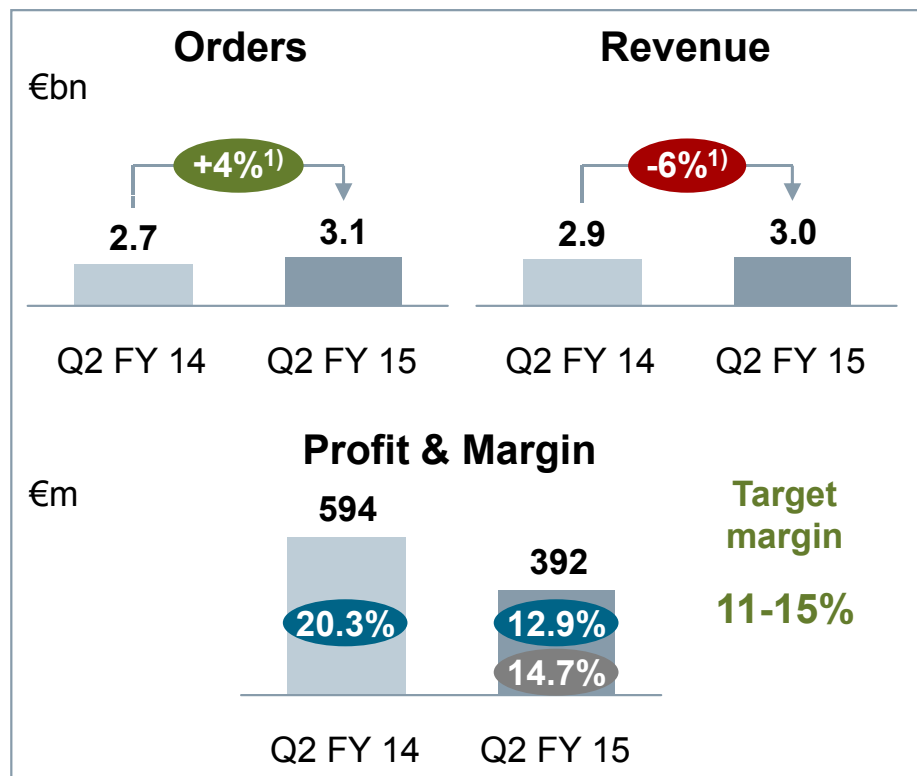 Orders
Revenue
€bn
+4%1)
-6%1)
2.7
3.1
2.9
3.0
Q2 FY 14
Q2 FY 15
Q2 FY 14
Q2 FY 15
Profit & Margin
€m
594
392
Target
margin
11-15%
20.3%
12.9%
14.7%
Q2 FY 14
Q2 FY 15